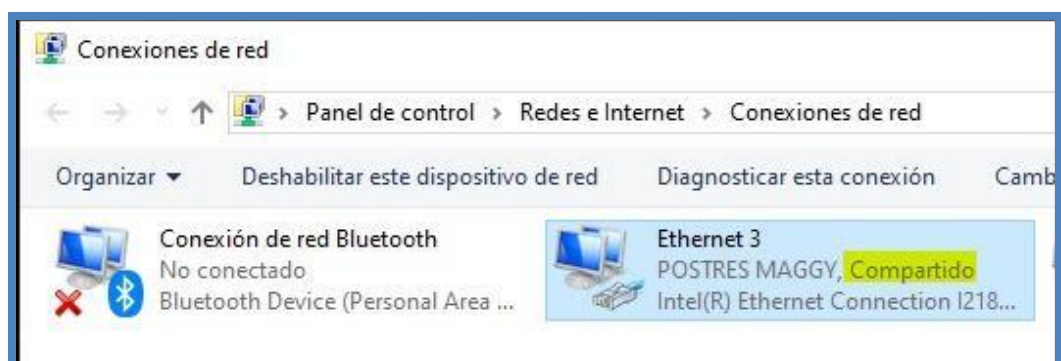 Conexiones de red
Panel de control > Redes e Internet > Conexiones de red
Organizar Deshabilitar este dispositivo de red Diagnosticar esta conexión Camb
Conexión de red Bluetooth
No conectado
Bluetooth Device (Personal Area ...
Ethernet 3
POSTRES MAGGY, Compartido
Intel(R) Ethernet Connection I218...